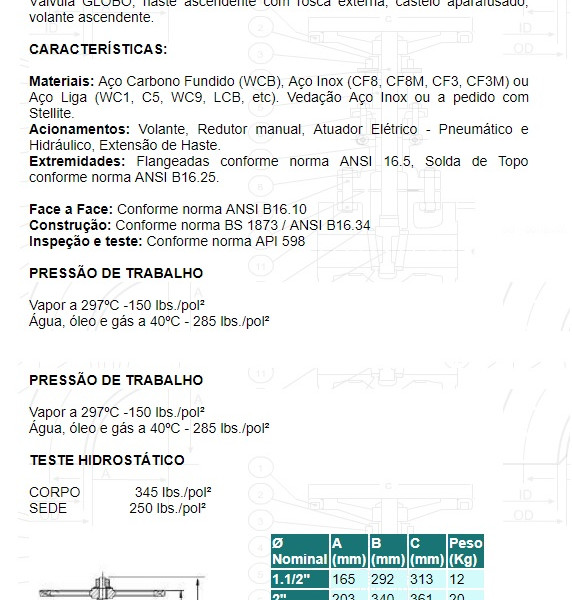 Válvula GLOBO, haste ascendente com rosca externa, castelo aparafusado,
volante ascendente.
CARACTERÍSTICAS:
Materiais: Aço Carbono Fundido (WCB), Aço Inox (CF8, CF8M, CF3, CF3M) ou
Aço Liga (WC1, C5, WC9, LCB, etc). Vedação Aço Inox ou a pedido com
Stellite.
Acionamentos: Volante, Redutor manual, Atuador Elétrico - Pneumático e
Hidráulico, Extensão de Haste.
Extremidades: Flangeadas conforme norma ANSI 16.5, Solda de Topo
conforme norma ANSI B16.25.
Face a Face: Conforme norma ANSI B16.10
Construção: Conforme norma BS 1873 / ANSI B16.34
Inspeção e teste: Conforme norma API 598
PRESSÃO DE TRABALHO
Vapor a 297ºC -150 lbs./pol²
Água, óleo e gás a 40ºC - 285 lbs./pol²
PRESSÃO DE TRABALHO
Vapor a 297ºC -150 lbs./pol²
Água, óleo e gás a 40ºC - 285 lbs./pol²
TESTE HIDROSTÁTICO
CORPO 345 lbs./pol²
SEDE 250 lbs./pol²
Ø Nominal A (mm) B (mm) C (mm) Peso (Kg)
1.1/2" 165 292 313 12
2" 203 340 361 20